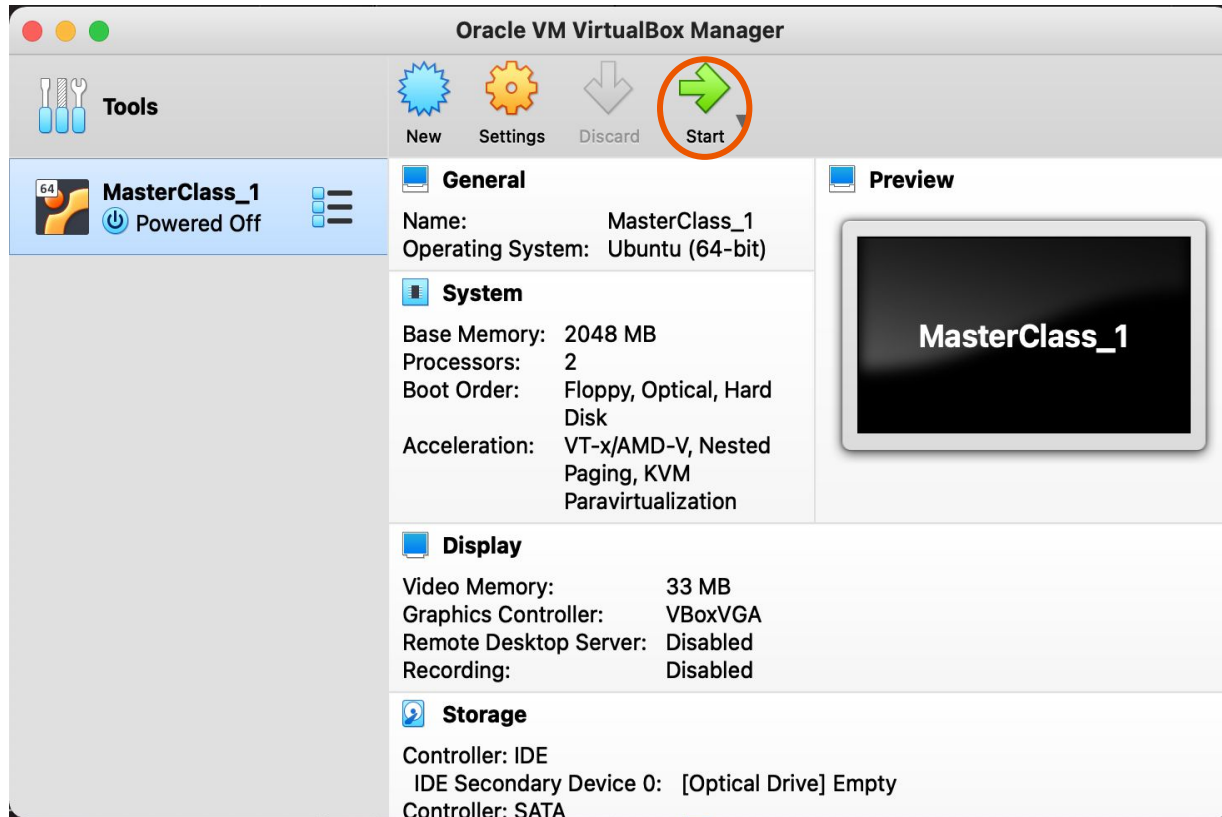 Oracle VM VirtualBox Manager
Tools
New
Settings
Discard
Start
64
MasterClass_1
Powered Off
General
Name: MasterClass_1
Operating System: Ubuntu (64-bit)
System
Base Memory: 2048 MB
Processors: 2
Boot Order: Floppy, Optical, Hard
Disk
Acceleration: VT-x/AMD-V, Nested
Paging, KVM
Paravirtualization
Preview
MasterClass_1
Display
Video Memory: 33 MB
Graphics Controller: VBoxVGA
Remote Desktop Server: Disabled
Recording: Disabled
Storage
Controller: IDE
IDE Secondary Device 0: [Optical Drive] Empty
Controller: SATA